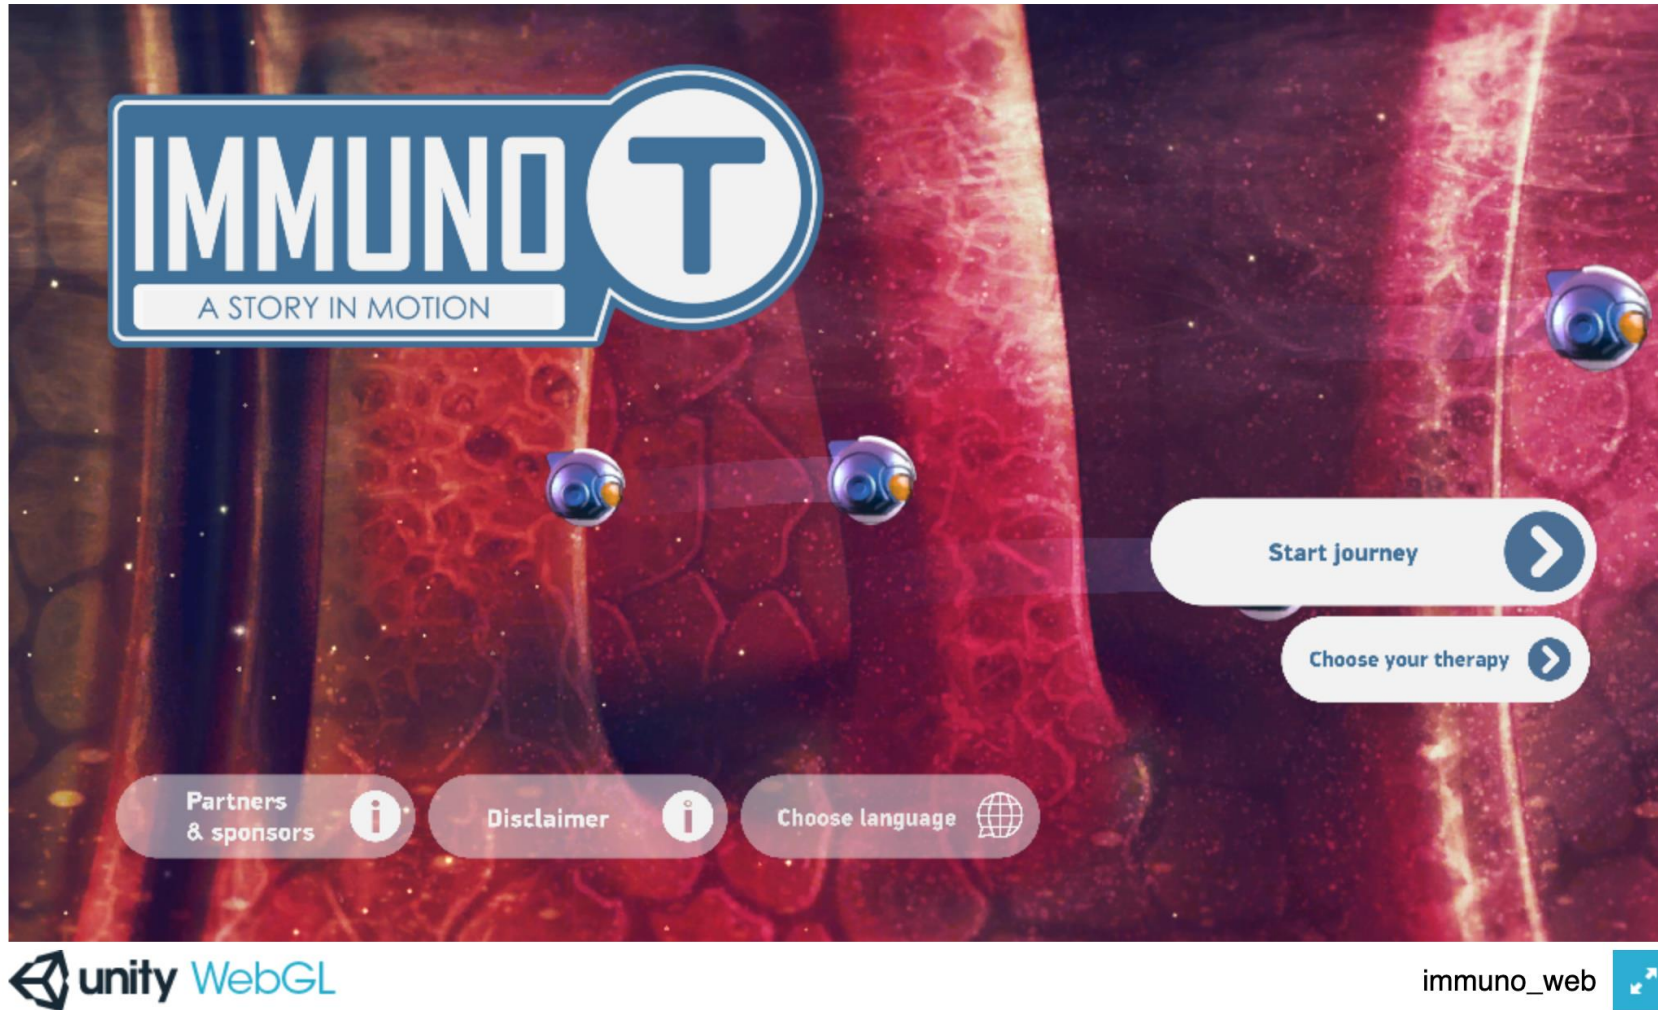 IMMUNO T
A STORY IN MOTION
Start journey
Choose your therapy
Partners
& sponsors
Disclaimer
Choose language
unity WebGL
immuno_web